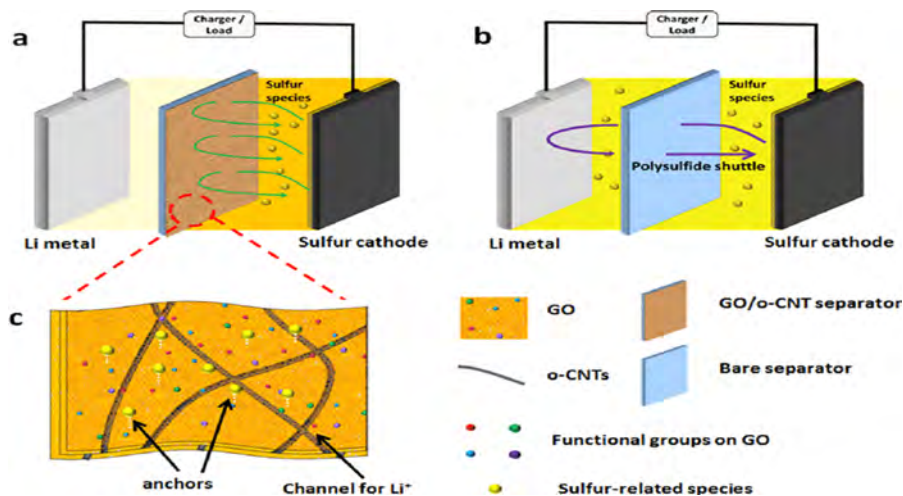 a
Charger /
Load
Sulfur
species
Li metal
Sulfur cathode
b
Charger /
Load
Sulfur
species
Polysulfide shuttle
Li metal
Sulfur cathode
c
anchors
Channel for Li⁺
GO
GO/o-CNT separator
o-CNTs
Bare separator
Functional groups on GO
Sulfur-related species